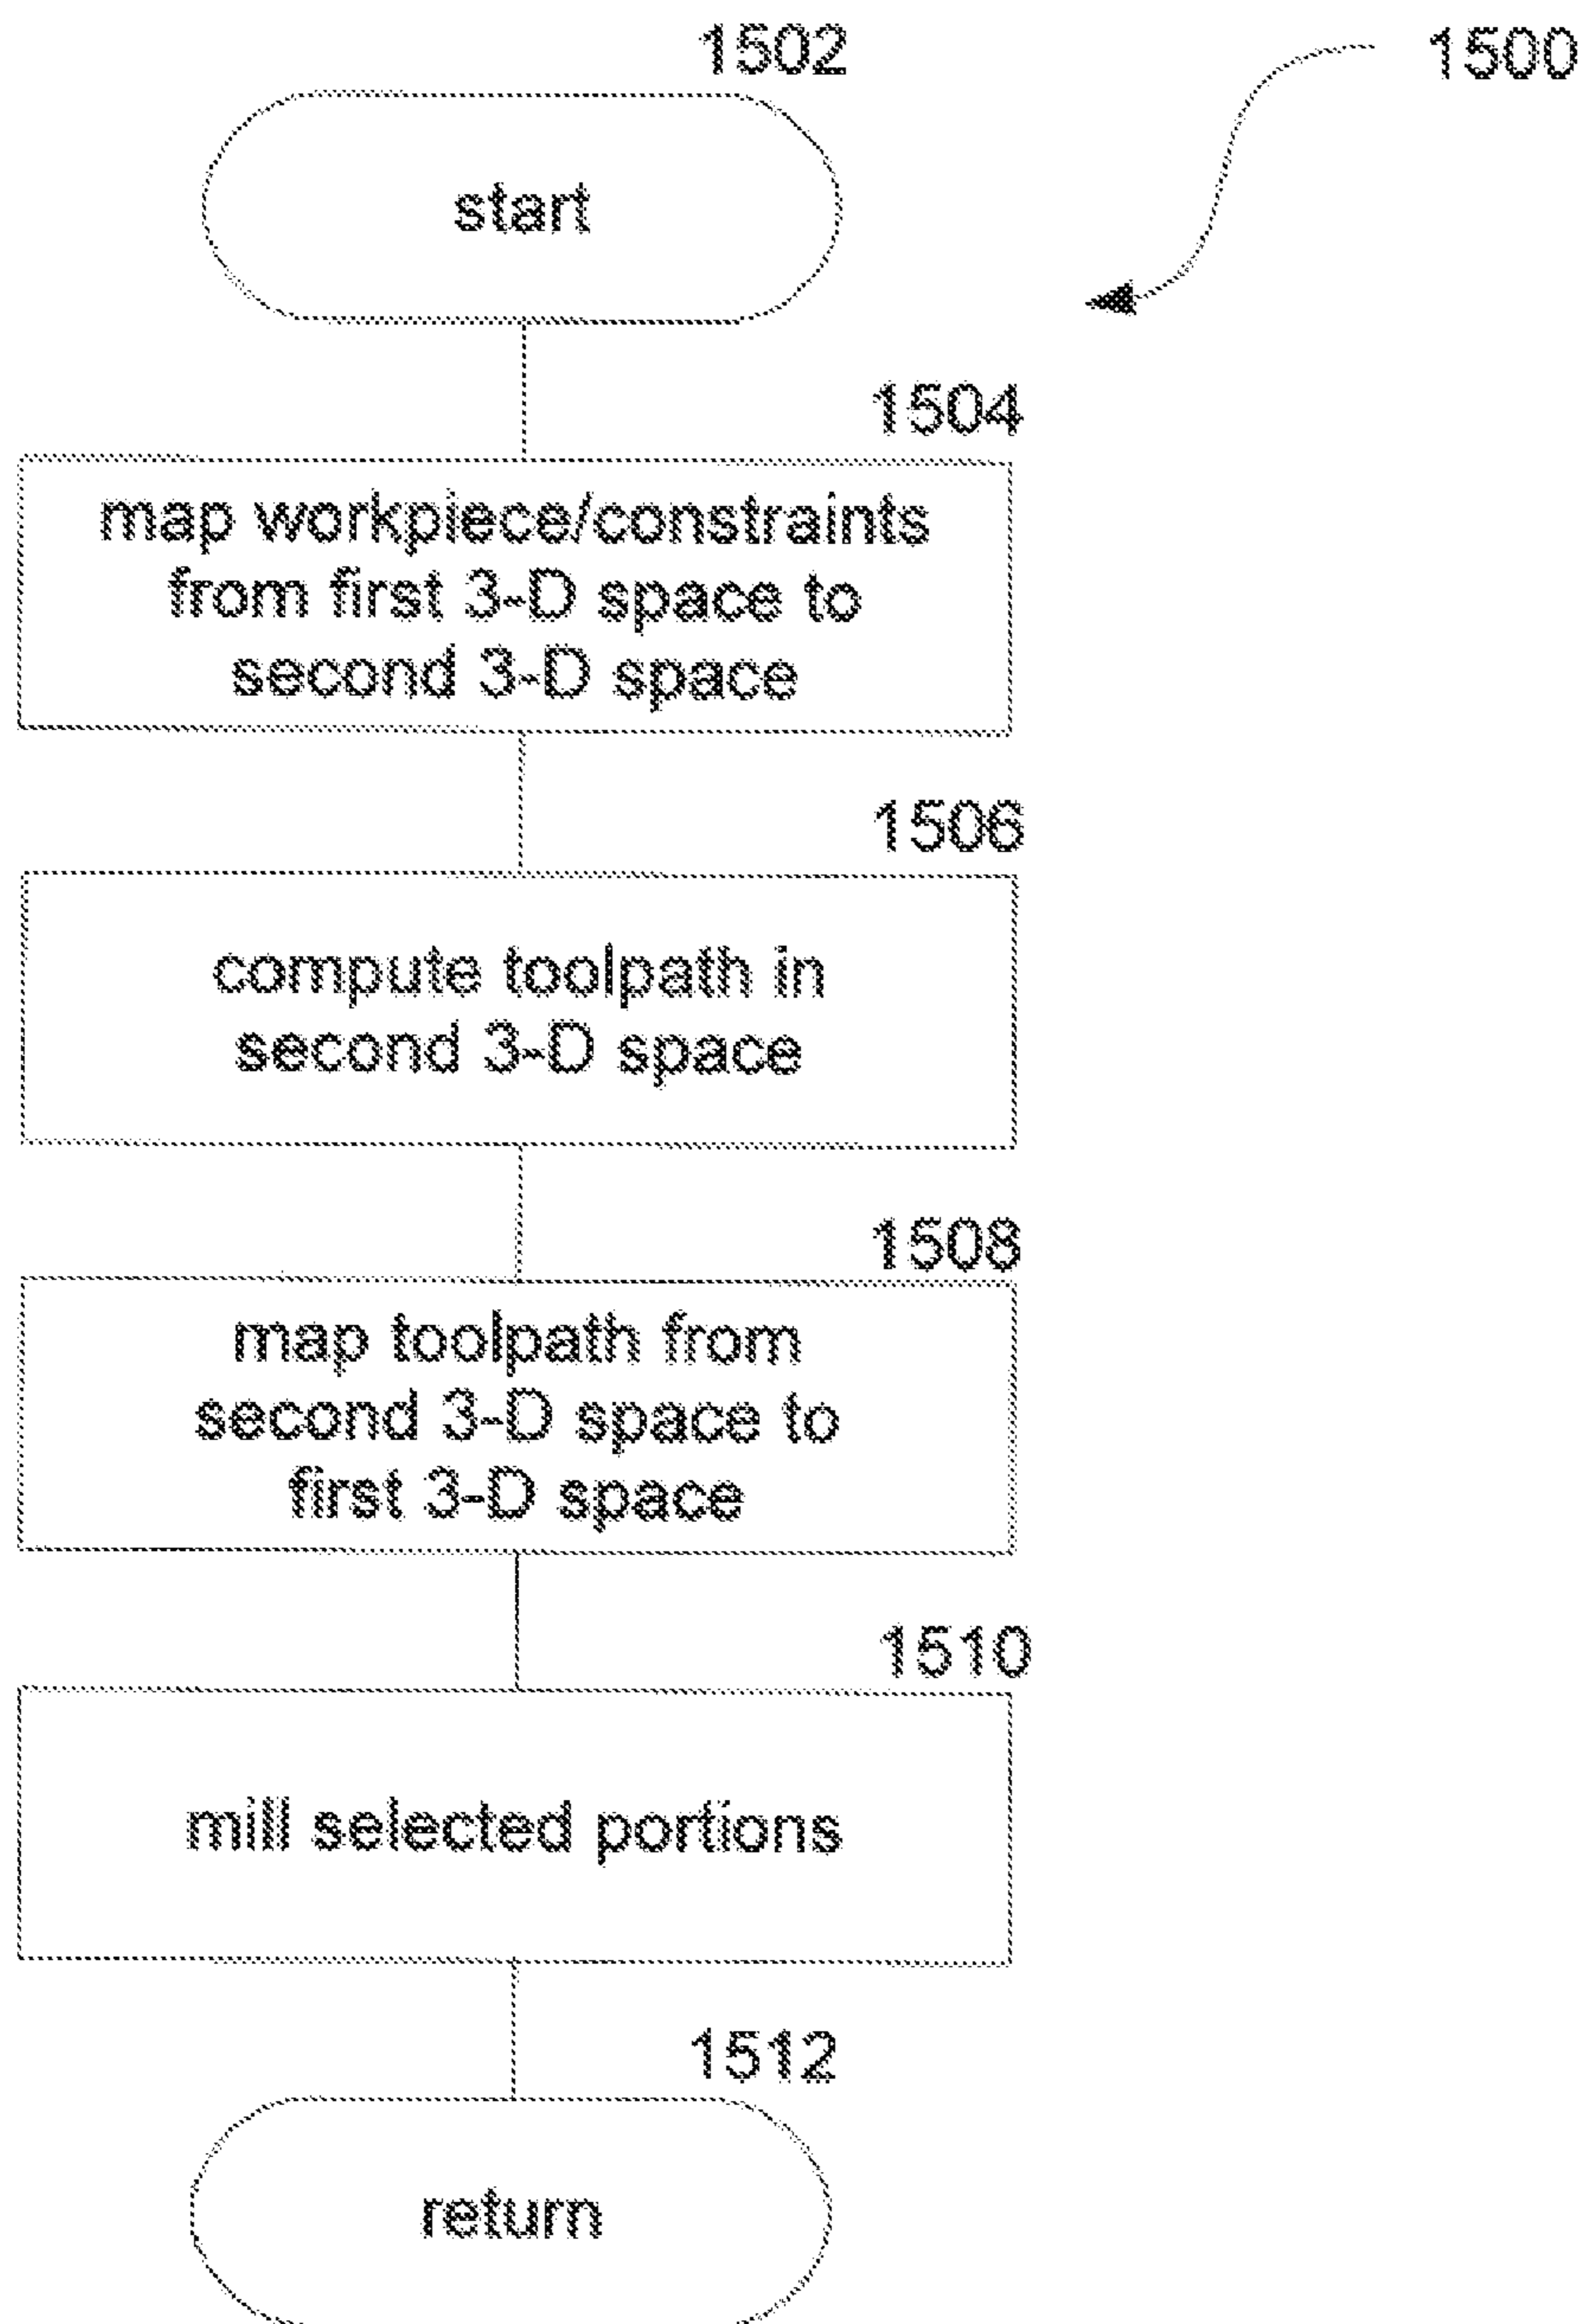 1502
1500
start
1504
map workpiece/constraints
from first 3-D space to
second 3-D space
1506
compute toolpath in
second 3-D space
1508
map toolpath from
second 3-D space to
first 3-D space
1510
mill selected portions
1512
return